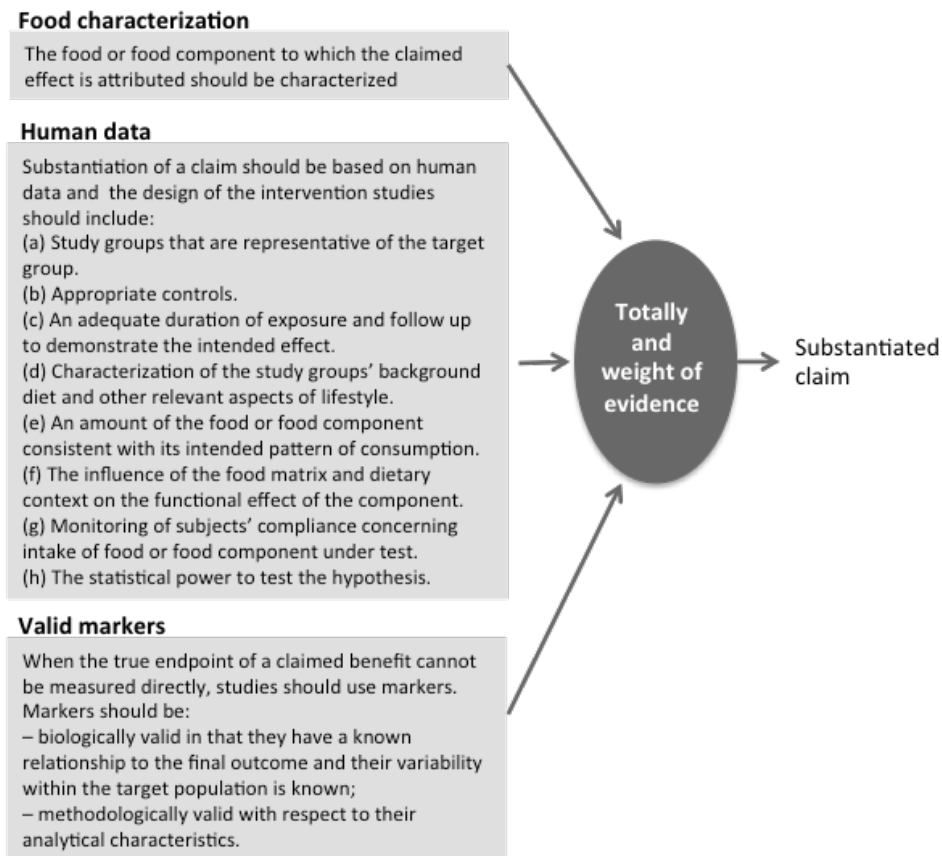 Food characterization
The food or food component to which the claimed
effect is attributed should be characterized
Human data
Substantiation of a claim should be based on human
data and the design of the intervention studies
should include:
(a) Study groups that are representative of the target
group.
(b) Appropriate controls.
(c) An adequate duration of exposure and follow up
to demonstrate the intended effect.
(d) Characterization of the study groups' background
diet and other relevant aspects of lifestyle.
(e) An amount of the food or food component
consistent with its intended pattern of consumption.
(f) The influence of the food matrix and dietary
context on the functional effect of the component.
(g) Monitoring of subjects' compliance concerning
intake of food or food component under test.
(h) The statistical power to test the hypothesis.
Valid markers
When the true endpoint of a claimed benefit cannot
be measured directly, studies should use markers.
Markers should be:
– biologically valid in that they have a known
relationship to the final outcome and their variability
within the target population is known;
– methodologically valid with respect to their
analytical characteristics.
Totally
and
weight of
evidence
Substantiated
claim